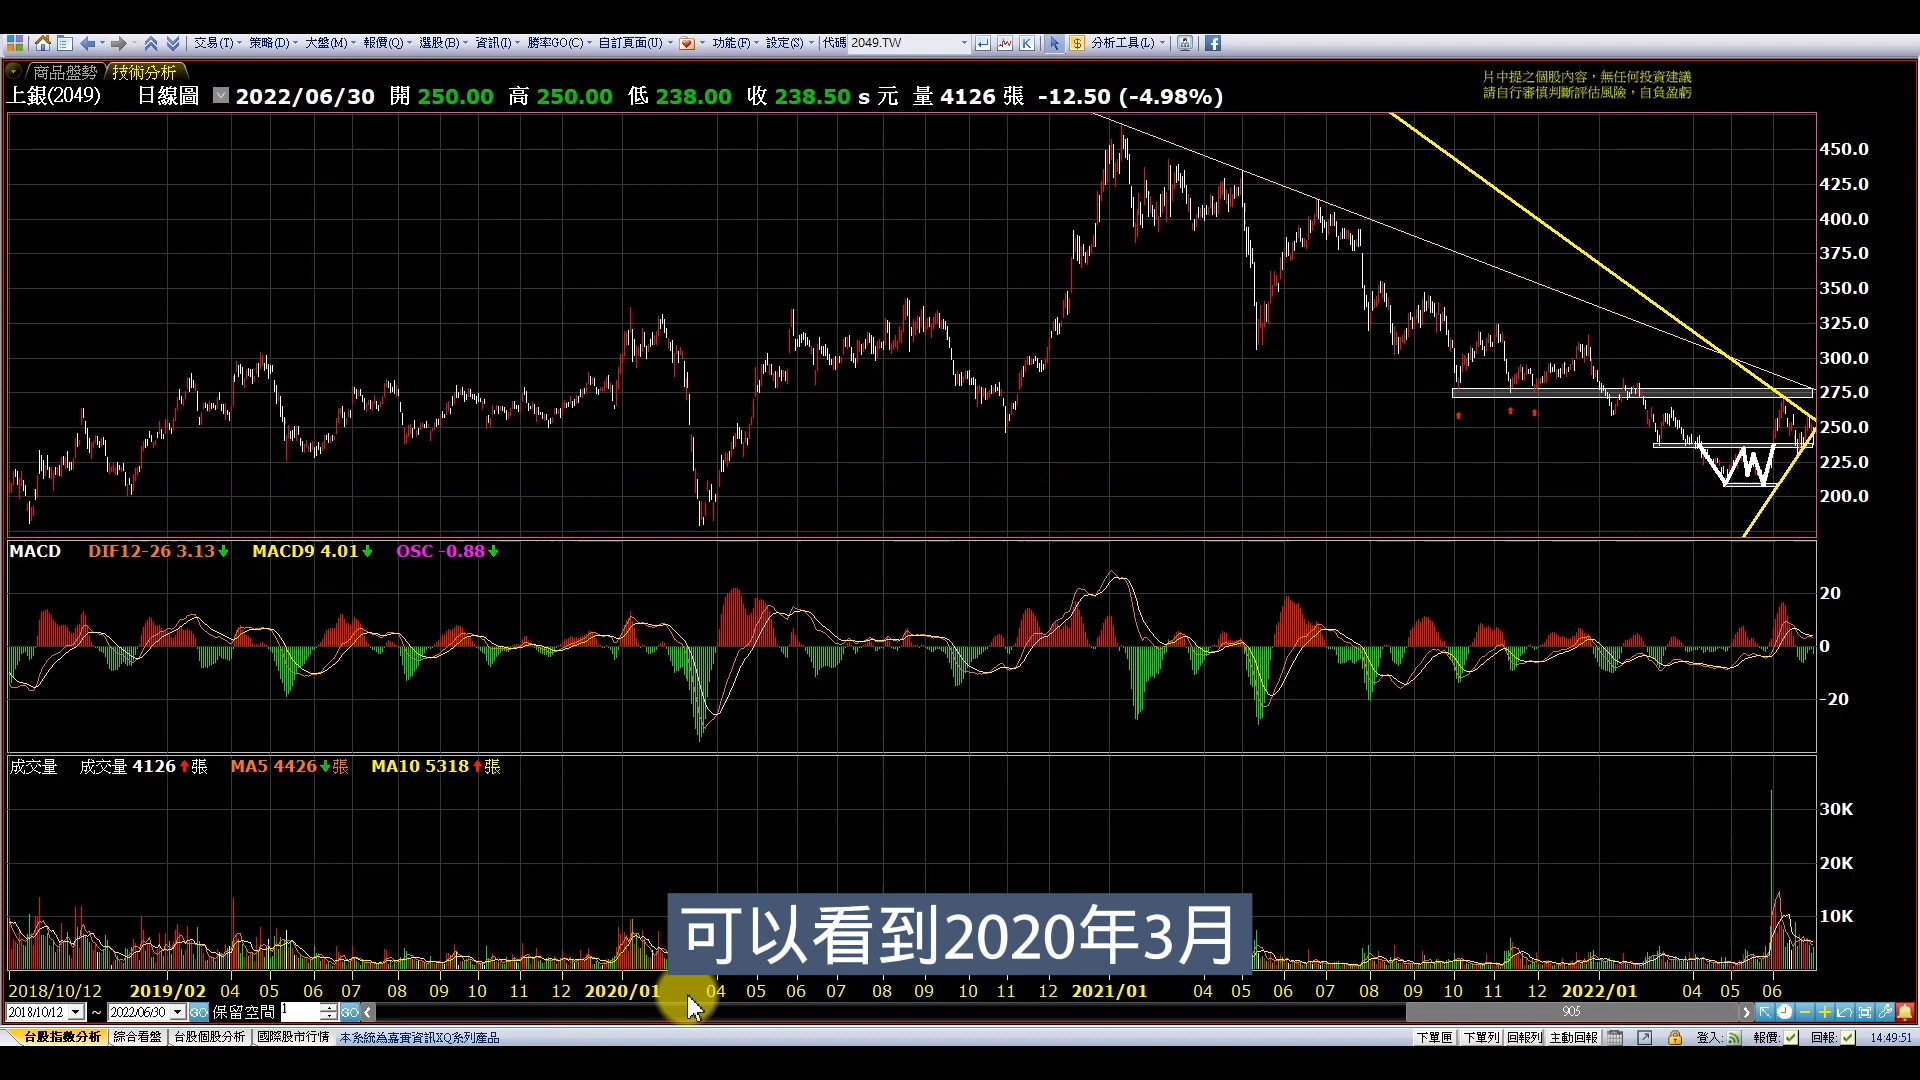 交易(T) 策略(D) 大盤(M) 報價(Q) 選股(B) 資訊(I) 勝率GO(C) 自訂頁面(U) 功能(F) 設定(S) 代碼 2049.TW K $ 分析工具(L)
商品盤勢 技術分析
片中提之個股內容，無任何投資建議
請自行審慎判斷評估風險，自負盈虧
上銀(2049) 日線圖 2022/06/30 開 250.00 高 250.00 低 238.00 收 238.50 s 元 量 4126 張 -12.50 (-4.98%)
450.0
425.0
400.0
375.0
350.0
325.0
300.0
275.0
250.0
225.0
200.0
MACD DIF12-26 3.13 MACD9 4.01 OSC -0.88
20
0
-20
成交量 成交量 4126 張 MA5 4426 張 MA10 5318 張
30K
20K
10K
可以看到2020年3月
2018/10/12 2019/02 04 05 06 07 08 09 10 11 12 2020/01 04 05 06 07 08 09 10 11 12 2021/01 04 05 06 07 08 09 10 11 12 2022/01 04 05 06
2018/10/12 ~ 2022/06/30 GO 保留空間 1 GO 905
台股指數分析 綜合看盤 台股個股分析 國際股市行情 本系統為嘉實資訊XQ系列產品 下單匣 下單列 回報列 主動回報 登入: 報價: 回報: 14:49:51